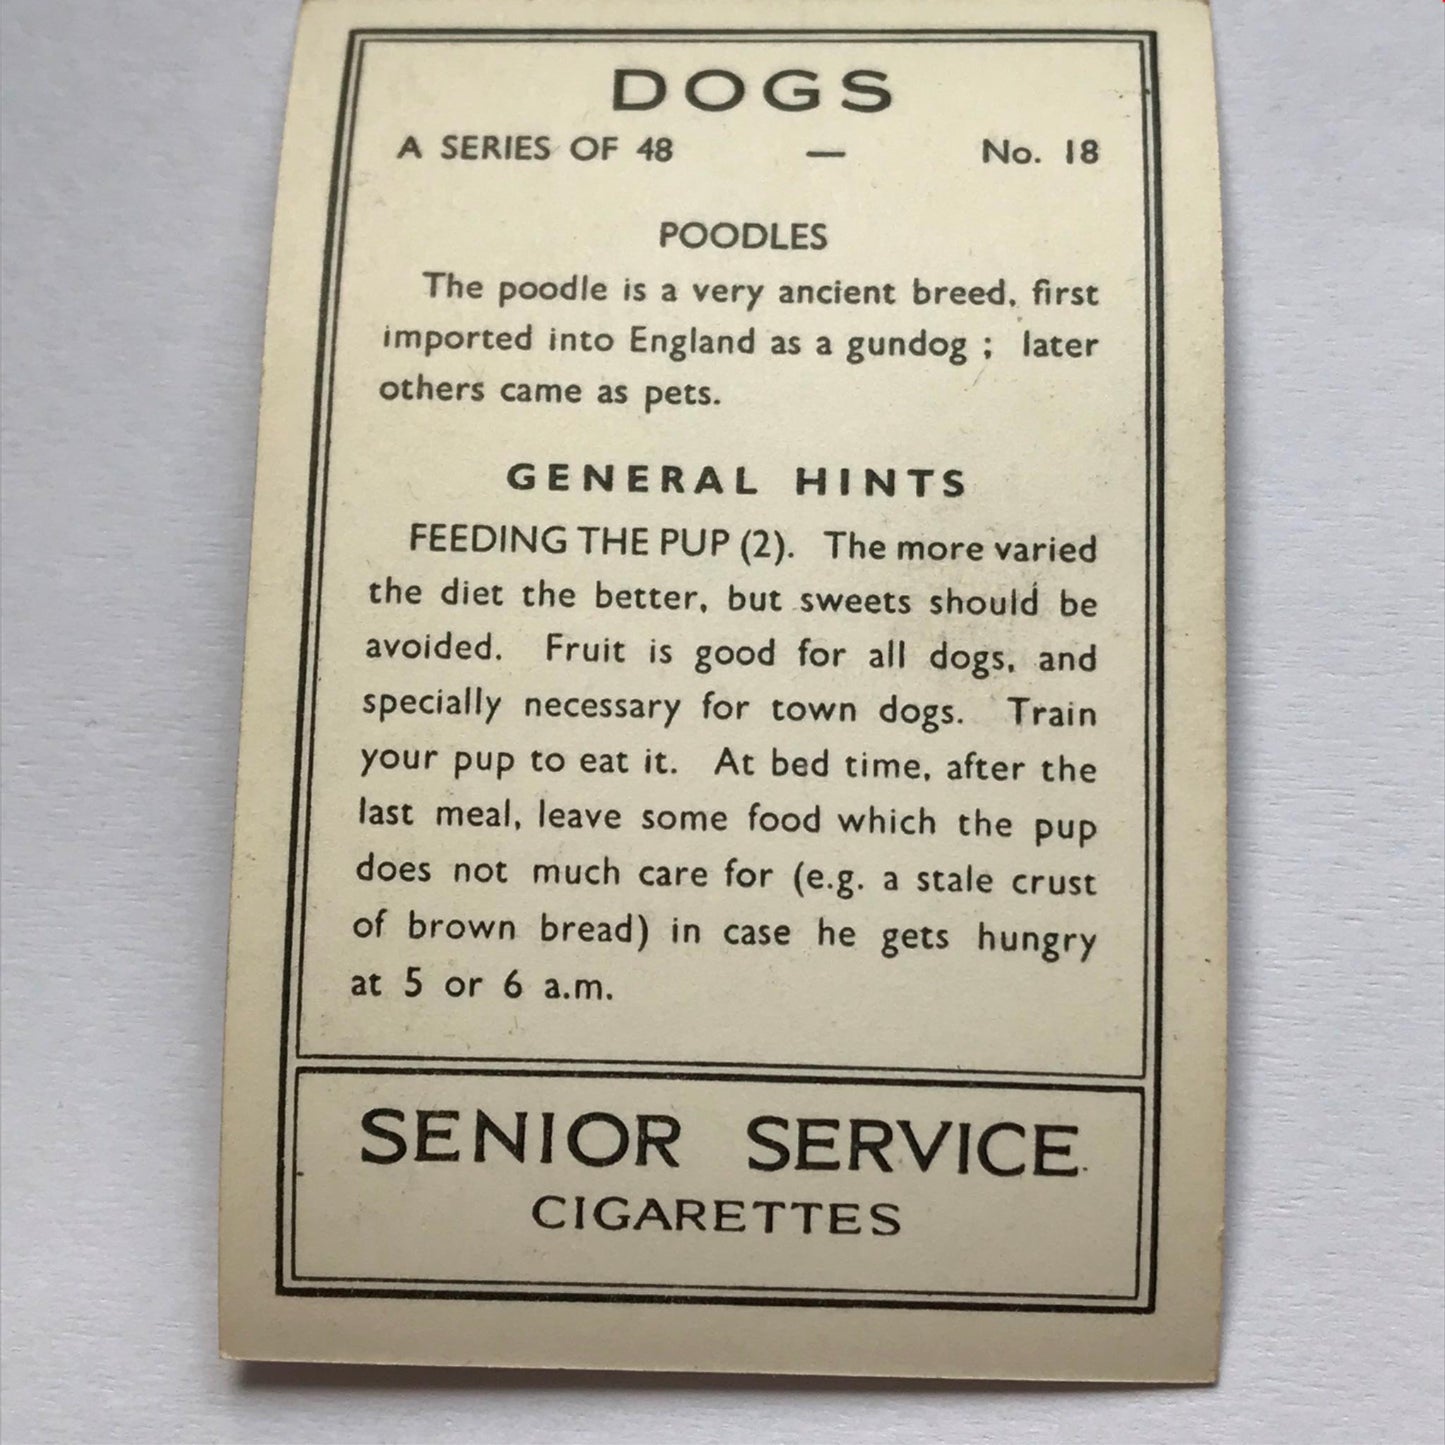 DOGS
A SERIES OF 48 — No. 18
POODLES
The poodle is a very ancient breed, first
imported into England as a gundog ; later
others came as pets.
GENERAL HINTS
FEEDING THE PUP (2). The more varied
the diet the better, but sweets should be
avoided. Fruit is good for all dogs, and
specially necessary for town dogs. Train
your pup to eat it. At bed time, after the
last meal, leave some food which the pup
does not much care for (e.g. a stale crust
of brown bread) in case he gets hungry
at 5 or 6 a.m.
SENIOR SERVICE
CIGARETTES